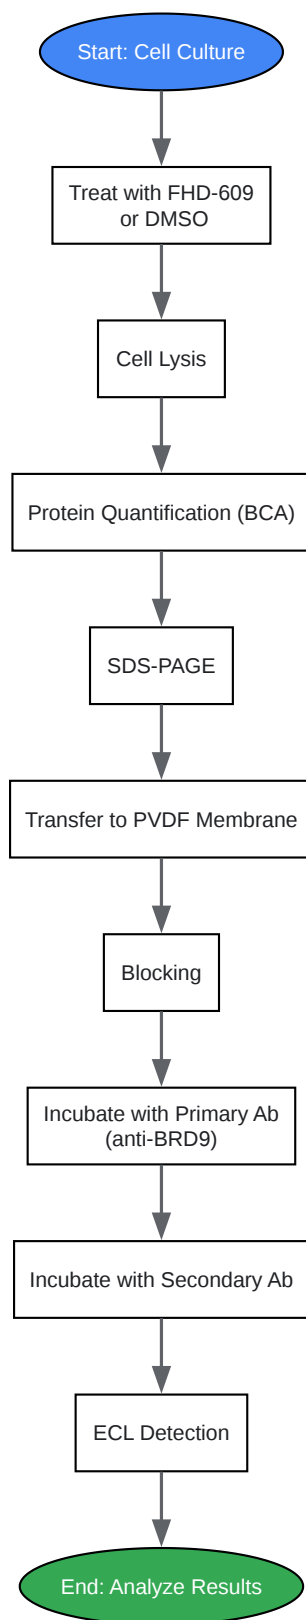 Start: Cell Culture
Treat with FHD-609
or DMSO
Cell Lysis
Protein Quantification (BCA)
SDS-PAGE
Transfer to PVDF Membrane
Blocking
Incubate with Primary Ab
(anti-BRD9)
Incubate with Secondary Ab
ECL Detection
End: Analyze Results